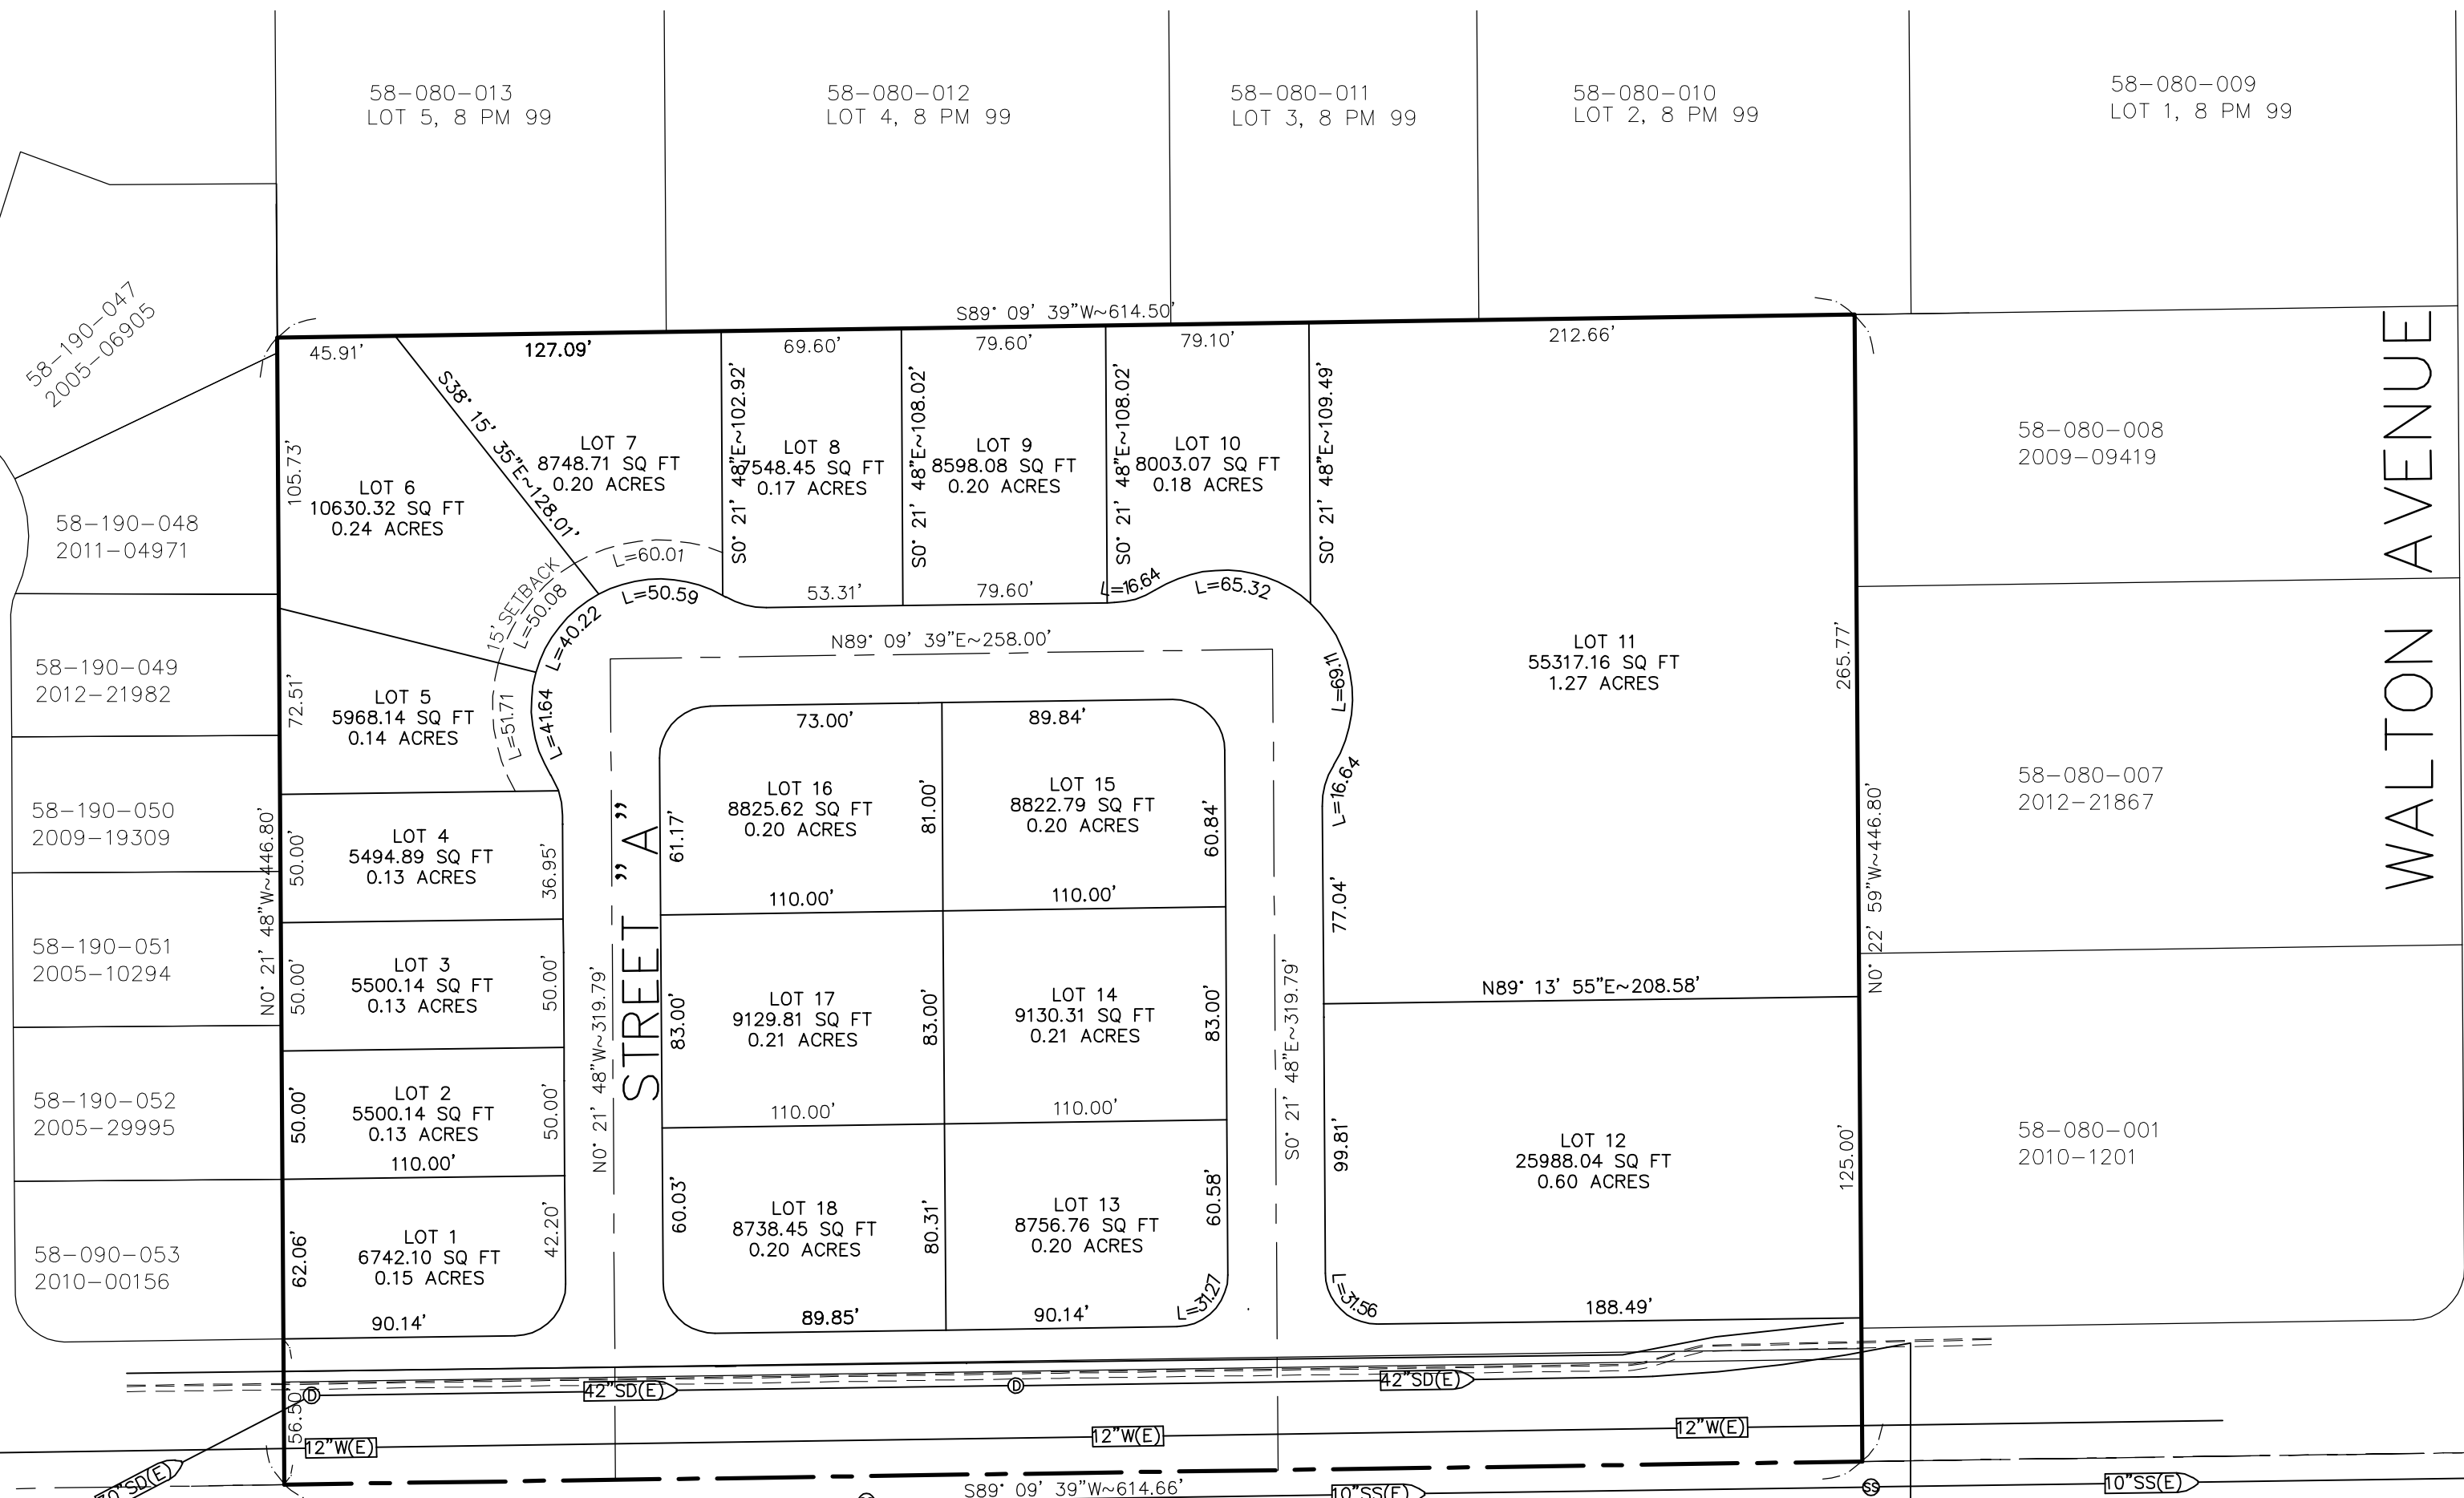 58-080-013
LOT 5, 8 PM 99
58-080-012
LOT 4, 8 PM 99
58-080-011
LOT 3, 8 PM 99
58-080-010
LOT 2, 8 PM 99
58-080-009
LOT 1, 8 PM 99
58-190-047
2005-06905
S89° 09' 39"W~614.50'
45.91'
127.09'
69.60'
79.60'
79.10'
212.66'
S38° 15' 35"E~128.01'
S0° 21' 48"E~102.92'
S0° 21' 48"E~108.02'
S0° 21' 48"E~108.02'
S0° 21' 48"E~109.49'
105.73'
LOT 6
10630.32 SQ FT
0.24 ACRES
LOT 7
8748.71 SQ FT
0.20 ACRES
LOT 8
7548.45 SQ FT
0.17 ACRES
LOT 9
8598.08 SQ FT
0.20 ACRES
LOT 10
8003.07 SQ FT
0.18 ACRES
58-080-008
2009-09419
WALTON AVENUE
58-190-048
2011-04971
15' SETBACK
L=50.08
L=60.01
L=40.22
L=50.59
53.31'
79.60'
L=16.64
L=65.32
N89° 09' 39"E~258.00'
58-190-049
2012-21982
72.51'
LOT 5
5968.14 SQ FT
0.14 ACRES
L=51.71
L=41.64
L=69.11
L=16.64
LOT 11
55317.16 SQ FT
1.27 ACRES
265.77'
73.00'
89.84'
58-080-007
2012-21867
58-190-050
2009-19309
N0° 21' 48"W~446.80'
50.00'
LOT 4
5494.89 SQ FT
0.13 ACRES
36.95'
STREET "A"
61.17'
LOT 16
8825.62 SQ FT
0.20 ACRES
81.00'
LOT 15
8822.79 SQ FT
0.20 ACRES
60.84'
110.00'
110.00'
77.04'
N0° 22' 59"W~446.80'
58-190-051
2005-10294
50.00'
LOT 3
5500.14 SQ FT
0.13 ACRES
50.00'
N0° 21' 48"W~319.79'
83.00'
LOT 17
9129.81 SQ FT
0.21 ACRES
83.00'
LOT 14
9130.31 SQ FT
0.21 ACRES
83.00'
S0° 21' 48"E~319.79'
N89° 13' 55"E~208.58'
58-190-052
2005-29995
50.00'
LOT 2
5500.14 SQ FT
0.13 ACRES
50.00'
110.00'
110.00'
110.00'
99.81'
LOT 12
25988.04 SQ FT
0.60 ACRES
125.00'
58-080-001
2010-1201
58-090-053
2010-00156
62.06'
LOT 1
6742.10 SQ FT
0.15 ACRES
42.20'
90.14'
60.03'
LOT 18
8738.45 SQ FT
0.20 ACRES
80.31'
LOT 13
8756.76 SQ FT
0.20 ACRES
60.58'
89.85'
90.14'
L=31.27
L=31.56
188.49'
56.50'
D
42"SD(E)
D
42"SD(E)
12"W(E)
12"W(E)
12"W(E)
S89° 09' 39"W~614.66'
10"SS(E)
SS
10"SS(E)